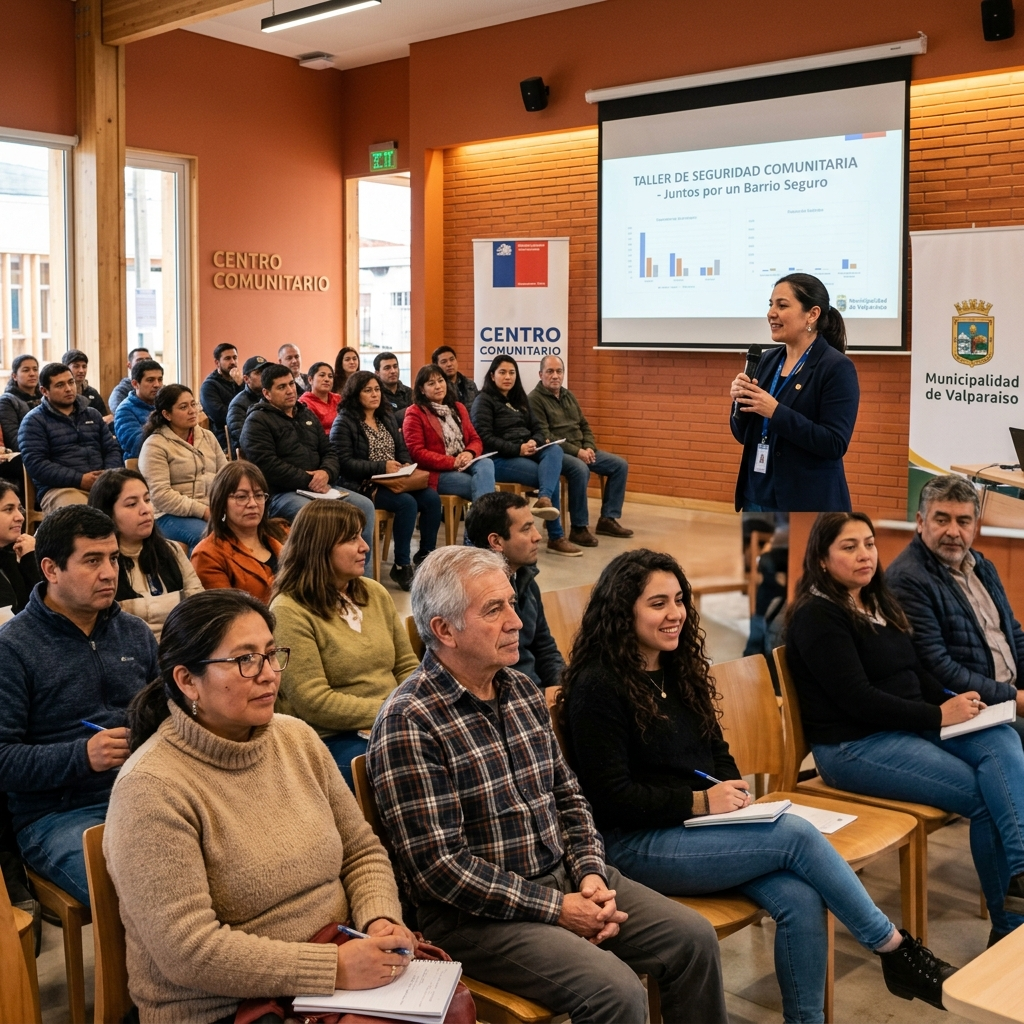 TALLER DE SEGURIDAD COMUNITARIA
- Juntos por un Barrio Seguro
Municipalidad
de Valparaíso
CENTRO
COMUNITARIO
CENTRO
COMUNITARIO
Municipalidad
de Valparaíso